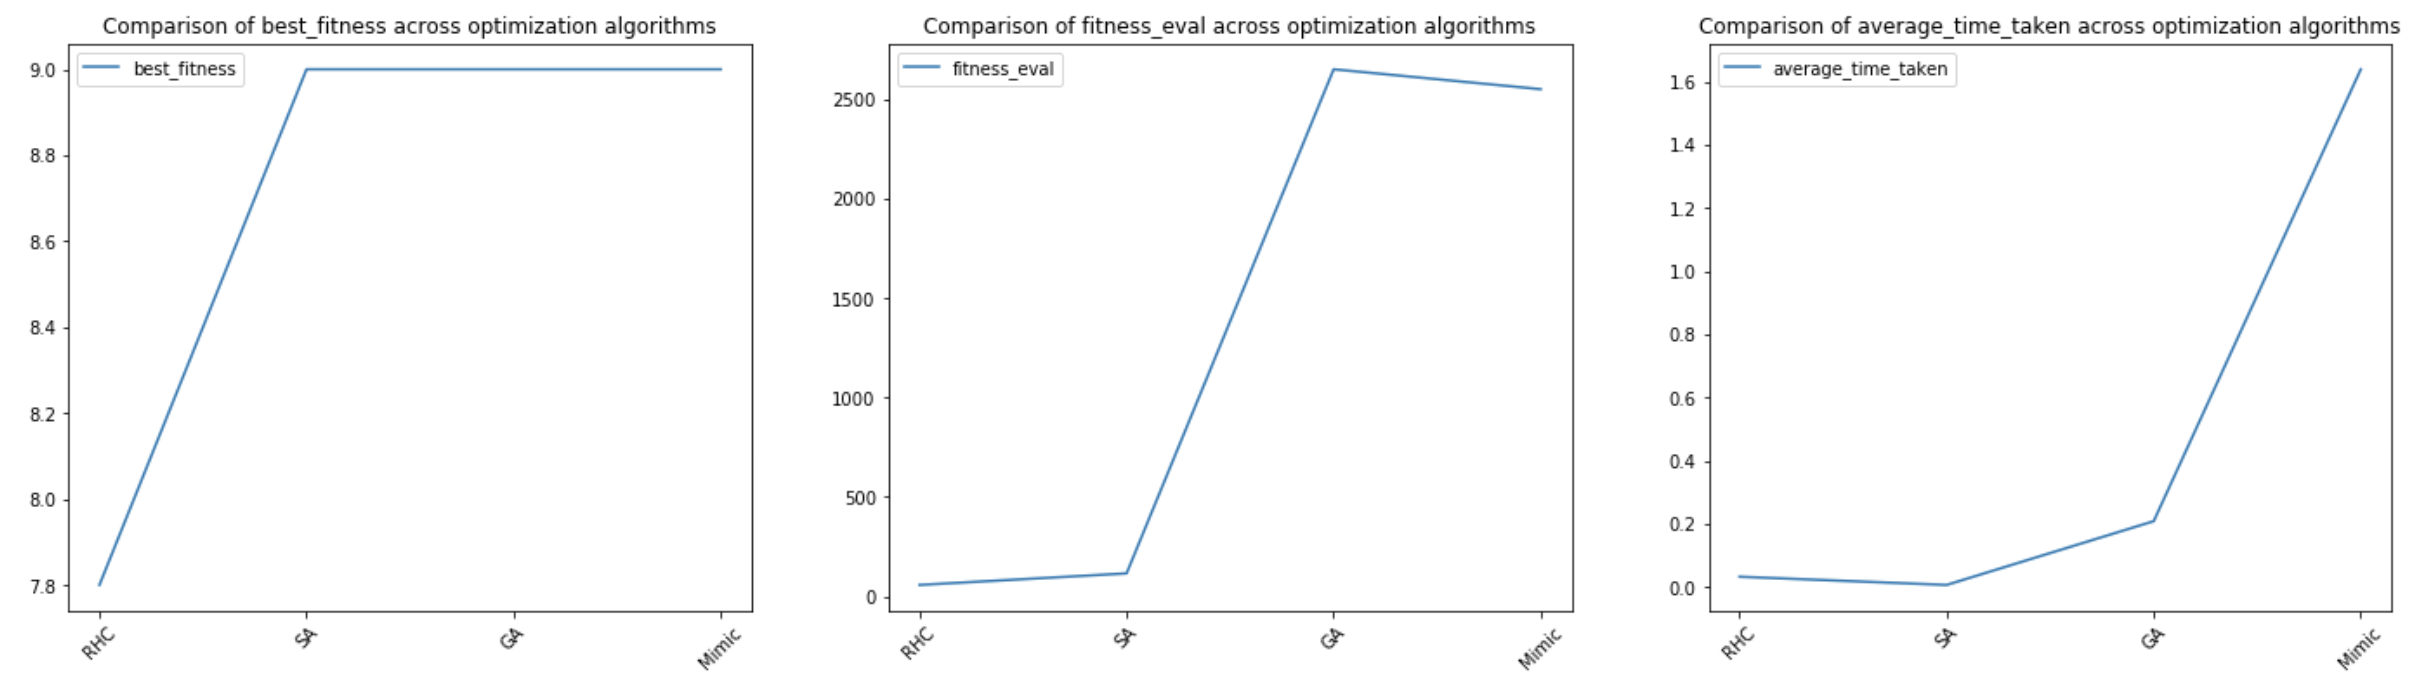 Comparison of best_fitness across optimization algorithms
best_fitness
9.0
8.8
8.6
8.4
8.2
8.0
7.8
RHC
SA
GA
Mimic
Comparison of fitness_eval across optimization algorithms
fitness_eval
2500
2000
1500
1000
500
0
RHC
SA
GA
Mimic
Comparison of average_time_taken across optimization algorithms
average_time_taken
1.6
1.4
1.2
1.0
0.8
0.6
0.4
0.2
0.0
RHC
SA
GA
Mimic